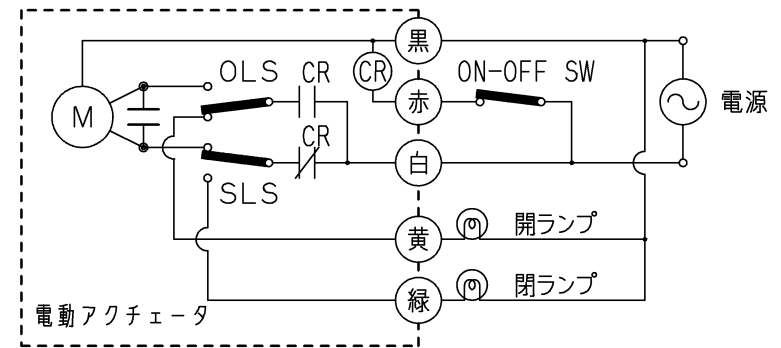 黒
OLS CR CR 赤 ON-OFF SW
M 電源
CR 白
SLS
黄 開ランプ
緑 閉ランプ
電動アクチェータ